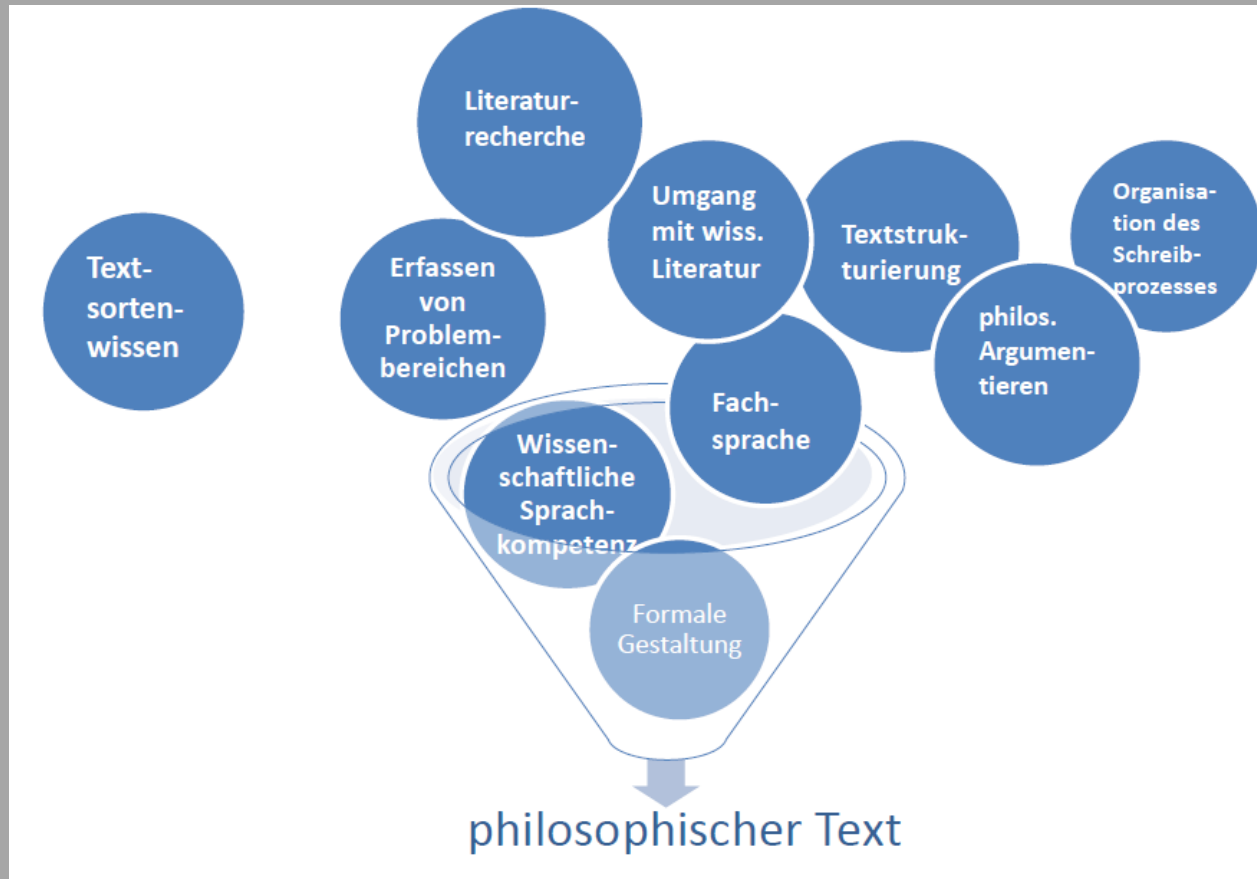 Literatur-
recherche
Umgang
mit wiss.
Literatur
Textstruk-
turierung
Organisa-
tion des
Schreib-
prozesses
Text-
sorten-
wissen
Erfassen
von
Problem-
bereichen
philos.
Argumen-
tieren
Fach-
sprache
Wissen-
schaftliche
Sprach-
kompetenz
Formale
Gestaltung
philosophischer Text